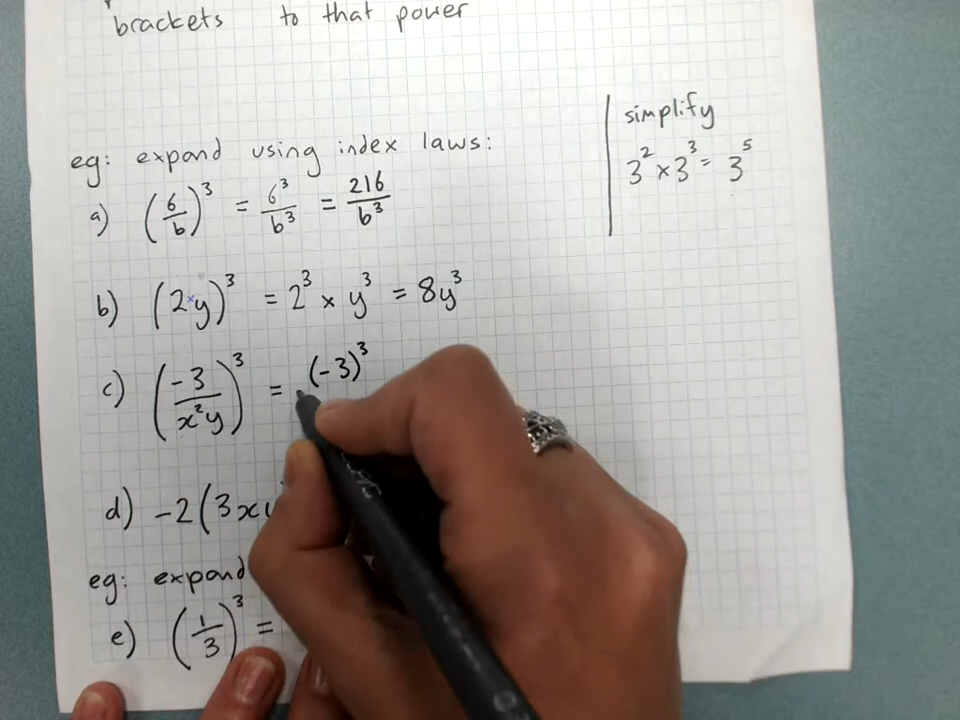 brackets to that power
simplify
3² × 3³ = 3⁵
eg: expand using index laws:
a) (6/b)³ = 6³/b³ = 216/b³
b) (2×y)³ = 2³ × y³ = 8y³
c) (-3/x²y)³ = (-3)³
d) -2(3x
eg: expand
e) (1/3)³ =